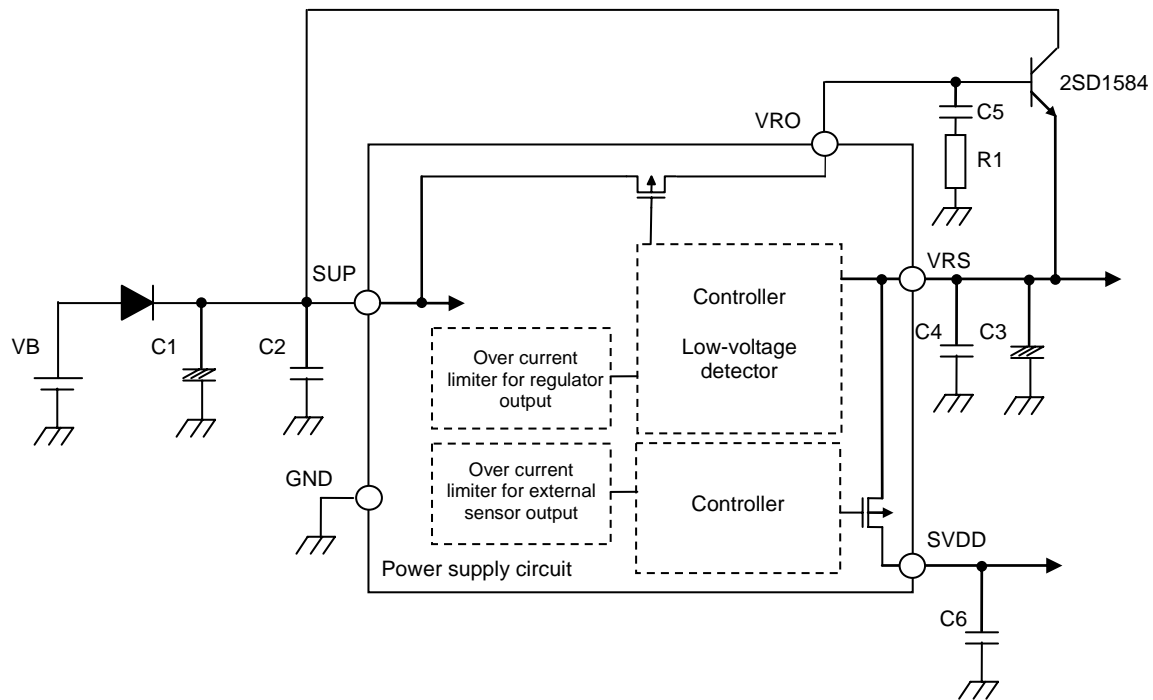 2SD1584
C5
VRO
R1
SUP
VRS
Controller
Low-voltage
detector
VB
C1
C2
C4
C3
Over current
limiter for regulator
output
GND
Over current
limiter for external
sensor output
Controller
SVDD
Power supply circuit
C6